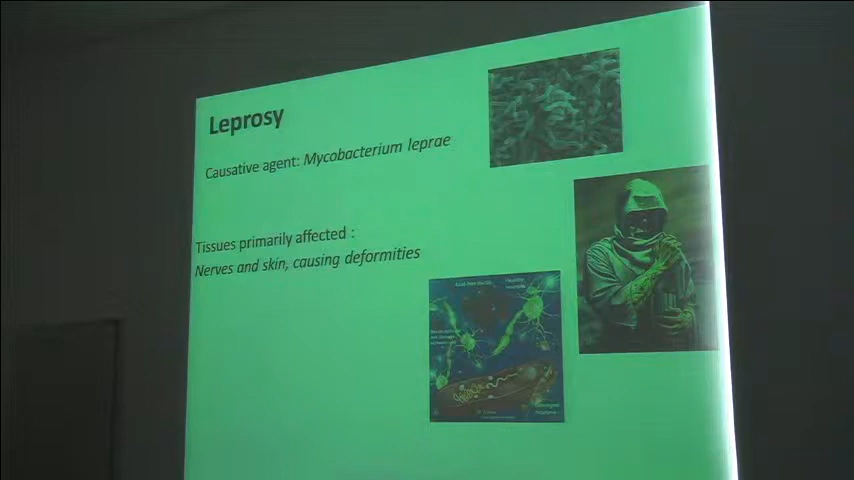 Leprosy
Causative agent: Mycobacterium leprae
Tissues primarily affected :
Nerves and skin, causing deformities